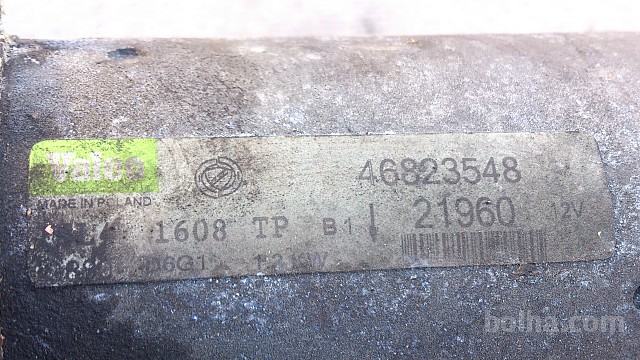 Valeo 46823548
MADE IN POLAND 21960 12V
1608 TP B1
bolha.com